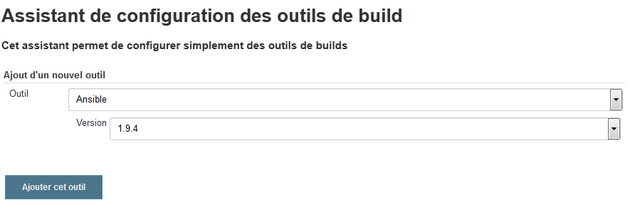 Assistant de configuration des outils de build
Cet assistant permet de configurer simplement des outils de builds
Ajout d'un nouvel outil
Outil
Ansible
Version
1.9.4
Ajouter cet outil